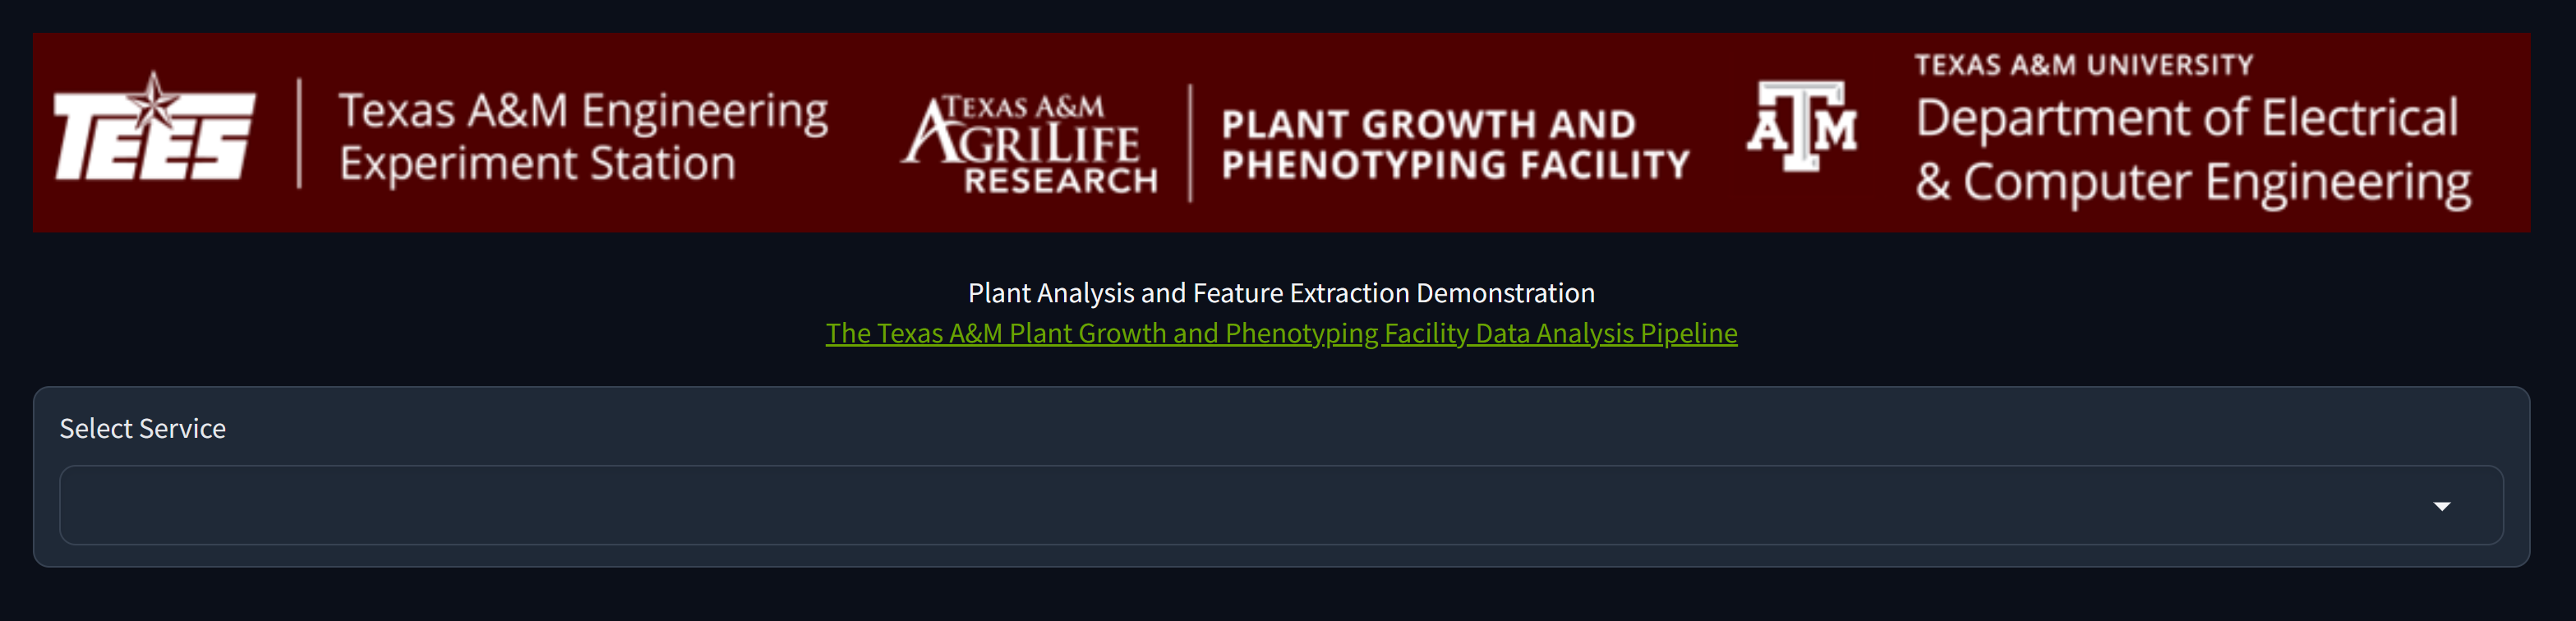 TEES
Texas A&M Engineering
Experiment Station
TEXAS A&M
AGRILIFE
RESEARCH
PLANT GROWTH AND
PHENOTYPING FACILITY
ATM
TEXAS A&M UNIVERSITY
Department of Electrical
& Computer Engineering
Plant Analysis and Feature Extraction Demonstration
The Texas A&M Plant Growth and Phenotyping Facility Data Analysis Pipeline
Select Service